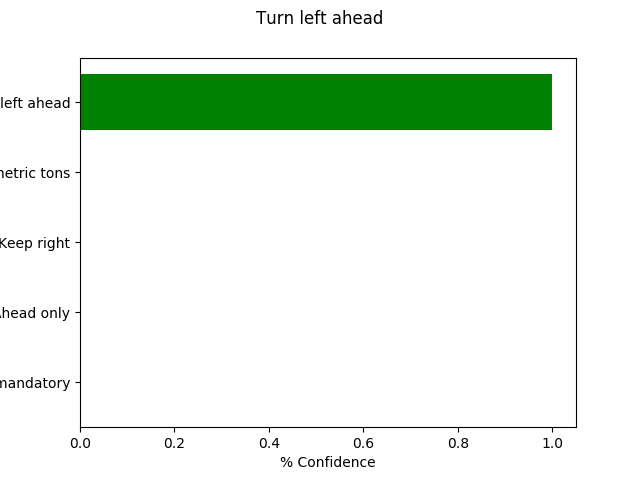 Turn left ahead
left ahead
metric tons
Keep right
Ahead only
mandatory
0.0 0.2 0.4 0.6 0.8 1.0
% Confidence